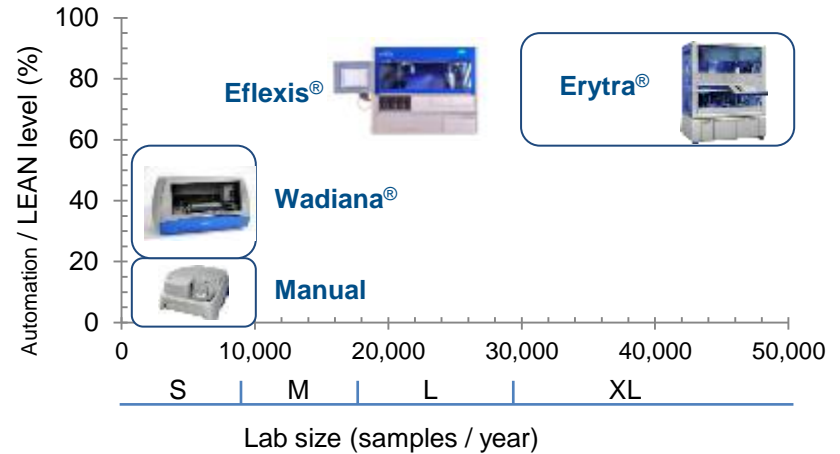 Automation / LEAN level (%)
100
80
60
40
20
0
Eflexis®
Erytra®
Wadiana®
Manual
0 10,000 20,000 30,000 40,000 50,000
S | M | L | XL
Lab size (samples / year)